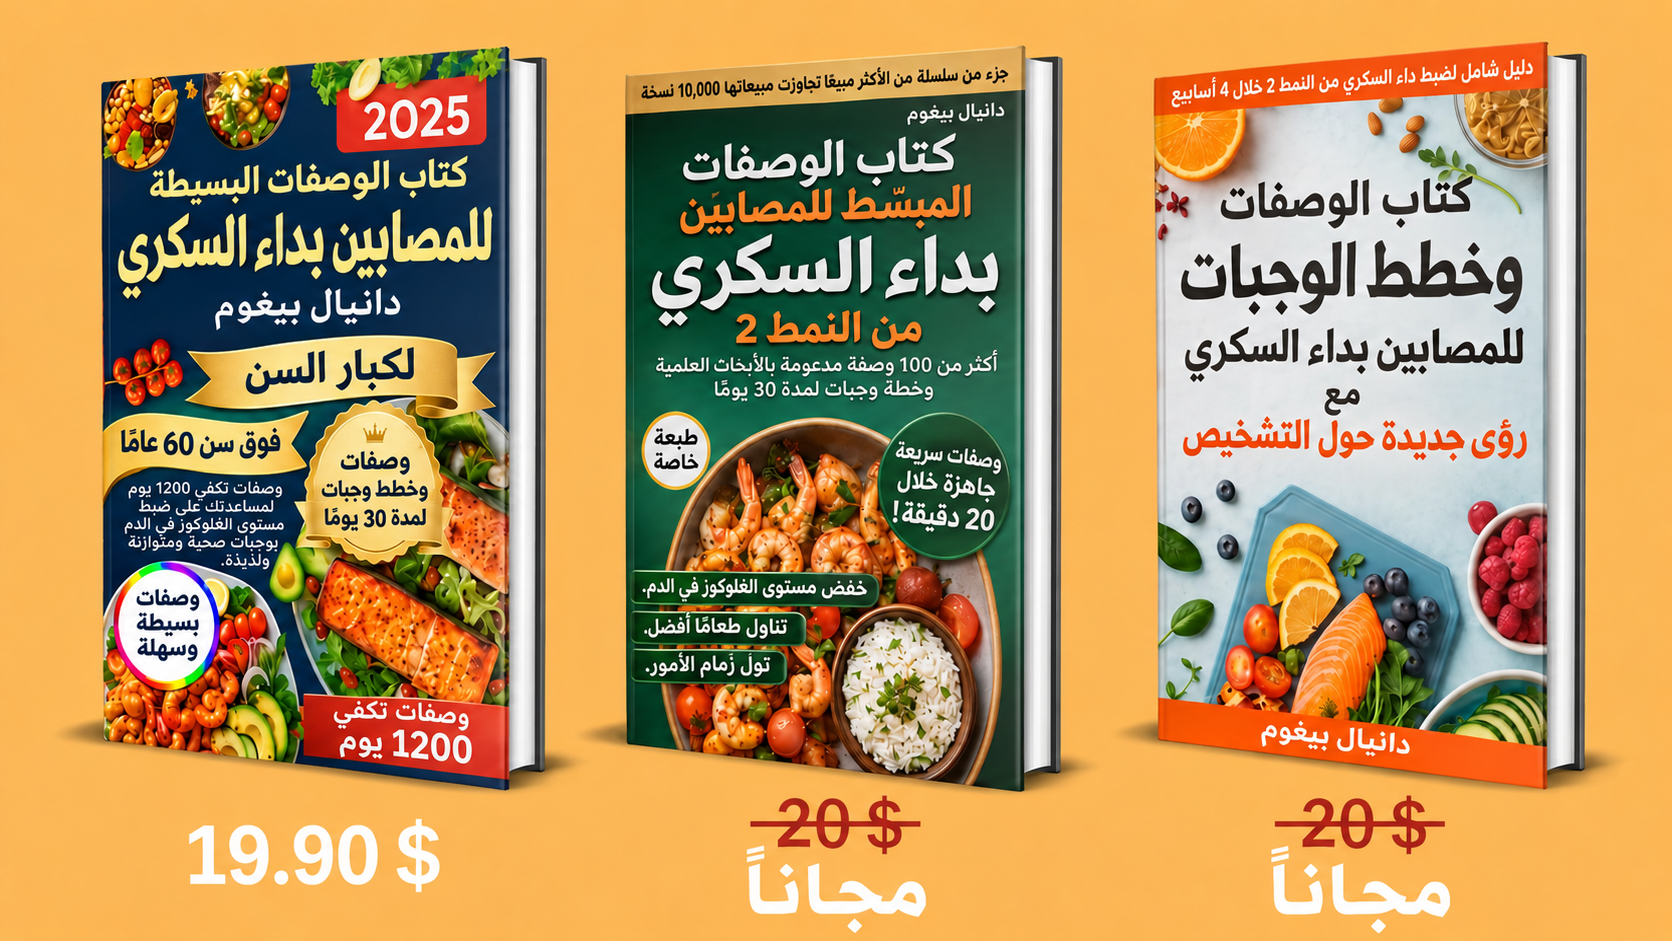 2025
كتاب الوصفات البسيطة
للمصابين بداء السكري
دانيال بيغوم
لكبار السن
فوق سن 60 عامًا
وصفات
وخطط وجبات
لمدة 30 يومًا
وصفات تكفي 1200 يوم
لمساعدتك على ضبط
مستوى الغلوكوز في الدم
بوجبات صحية ومتوازنة
ولذيذة.
وصفات
بسيطة
وسهلة
وصفات تكفي
1200 يوم
19.90 $
جزء من سلسلة من الأكثر مبيعًا تجاوزت مبيعاتها 10,000 نسخة
دانيال بيغوم
كتاب الوصفات
المبسّط للمصابيَن
بداء السكري
من النمط 2
أكثر من 100 وصفة مدعومة بالأبخاث العلمية
وخطة وجبات لمدة 30 يومًا
طبعة
خاصة
وصفات سريعة
جاهزة خلال
20 دقيقة!
خفض مستوى الغلوكوز في الدم.
تناول طعامًا أفضل.
تولَ زَمام الأمور.
20 $
مجاناً
دليل شامل لضبط داء السكري من النمط 2 خلال 4 أسابيع
كتاب الوصفات
وخطط الوجبات
للمصابين بداء السكري
مع
رؤى جديدة حول التشخيص
دانيال بيغوم
20 $
مجاناً